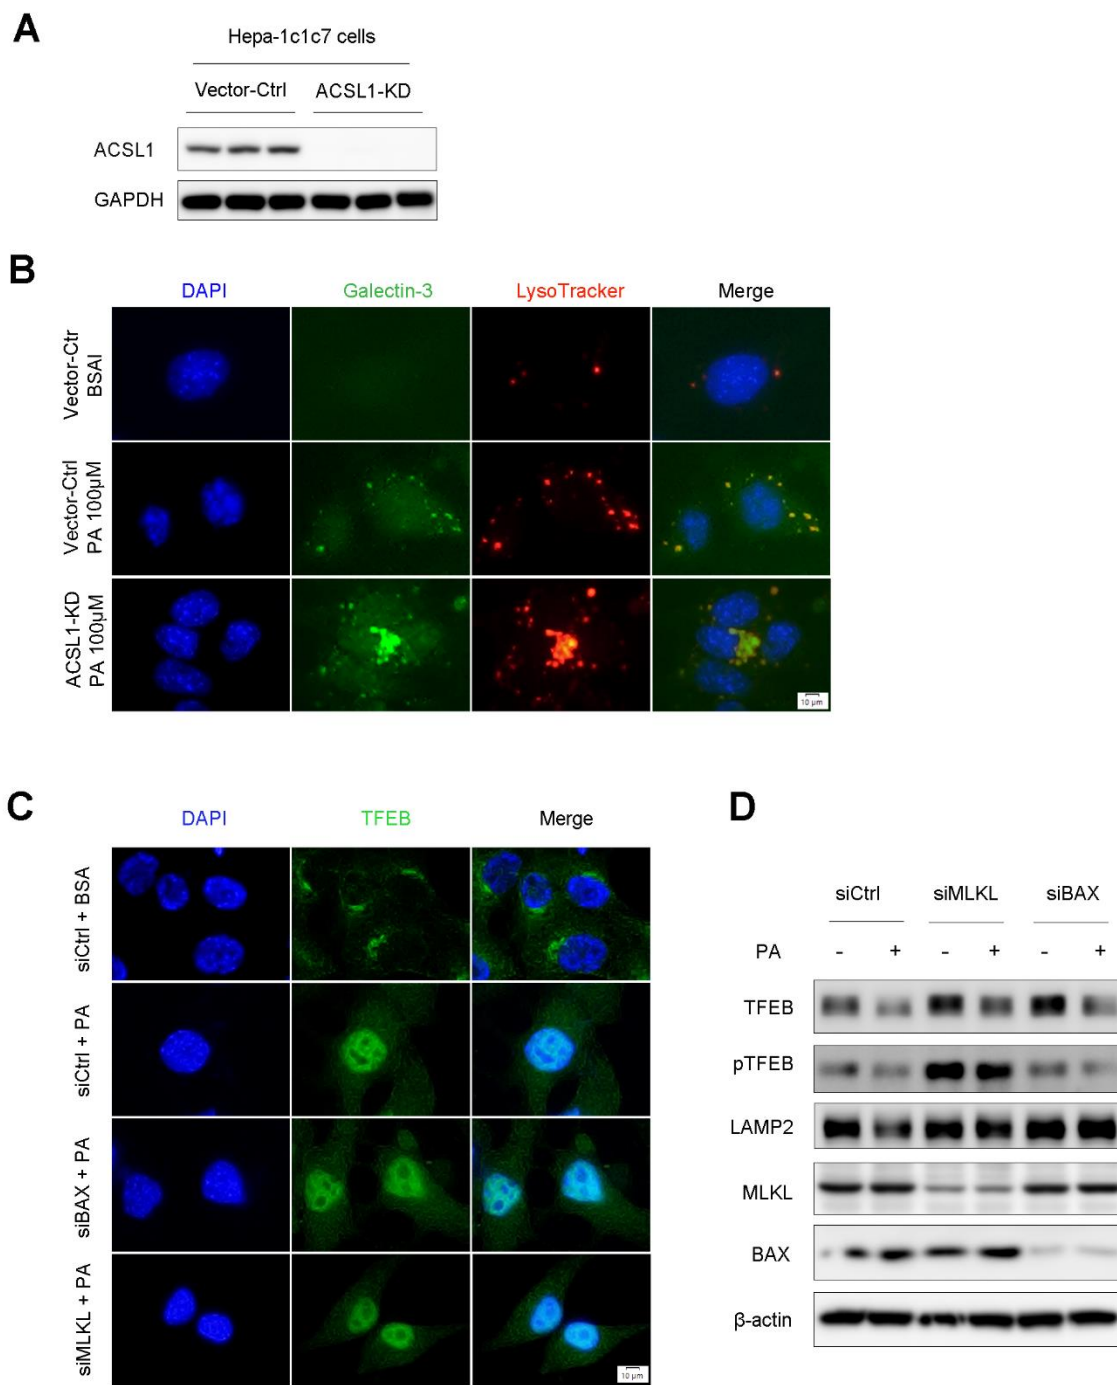 A
Hepa-1c1c7 cells
Vector-Ctrl ACSL1-KD
ACSL1
GAPDH
B
DAPI Galectin-3 LysoTracker Merge
Vector-Ctr
BSAl
Vector-Ctrl
PA 100µM
ACSL1-KD
PA 100µM
10 µm
C
DAPI TFEB Merge
siCtrl + BSA
siCtrl + PA
siBAX + PA
siMLKL + PA
10 µm
D
siCtrl siMLKL siBAX
PA - + - + - +
TFEB
pTFEB
LAMP2
MLKL
BAX
β-actin